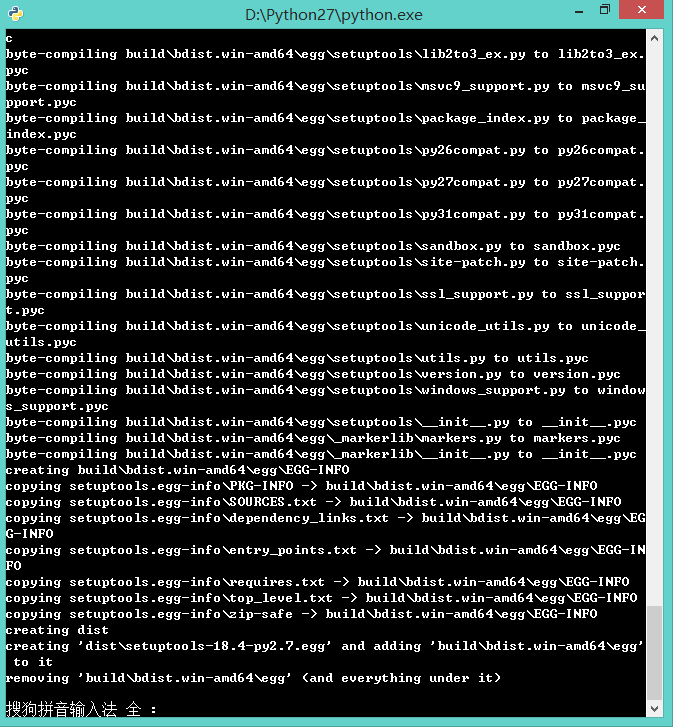 D:\Python27\python.exe
c
byte-compiling build\bdist.win-amd64\egg\setuptools\lib2to3_ex.py to lib2to3_ex.
pyc
byte-compiling build\bdist.win-amd64\egg\setuptools\msvc9_support.py to msvc9_su
pport.pyc
byte-compiling build\bdist.win-amd64\egg\setuptools\package_index.py to package_
index.pyc
byte-compiling build\bdist.win-amd64\egg\setuptools\py26compat.py to py26compat.
pyc
byte-compiling build\bdist.win-amd64\egg\setuptools\py27compat.py to py27compat.
pyc
byte-compiling build\bdist.win-amd64\egg\setuptools\py31compat.py to py31compat.
pyc
byte-compiling build\bdist.win-amd64\egg\setuptools\sandbox.py to sandbox.pyc
byte-compiling build\bdist.win-amd64\egg\setuptools\site-patch.py to site-patch.
pyc
byte-compiling build\bdist.win-amd64\egg\setuptools\ssl_support.py to ssl_suppor
t.pyc
byte-compiling build\bdist.win-amd64\egg\setuptools\unicode_utils.py to unicode_
utils.pyc
byte-compiling build\bdist.win-amd64\egg\setuptools\utils.py to utils.pyc
byte-compiling build\bdist.win-amd64\egg\setuptools\version.py to version.pyc
byte-compiling build\bdist.win-amd64\egg\setuptools\windows_support.py to window
s_support.pyc
byte-compiling build\bdist.win-amd64\egg\setuptools\__init__.py to __init__.pyc
byte-compiling build\bdist.win-amd64\egg\_markerlib\markers.py to markers.pyc
byte-compiling build\bdist.win-amd64\egg\_markerlib\__init__.py to __init__.pyc
creating build\bdist.win-amd64\egg\EGG-INFO
copying setuptools.egg-info\PKG-INFO -> build\bdist.win-amd64\egg\EGG-INFO
copying setuptools.egg-info\SOURCES.txt -> build\bdist.win-amd64\egg\EGG-INFO
copying setuptools.egg-info\dependency_links.txt -> build\bdist.win-amd64\egg\EG
G-INFO
copying setuptools.egg-info\entry_points.txt -> build\bdist.win-amd64\egg\EGG-IN
FO
copying setuptools.egg-info\requires.txt -> build\bdist.win-amd64\egg\EGG-INFO
copying setuptools.egg-info\top_level.txt -> build\bdist.win-amd64\egg\EGG-INFO
copying setuptools.egg-info\zip-safe -> build\bdist.win-amd64\egg\EGG-INFO
creating dist
creating 'dist\setuptools-18.4-py2.7.egg' and adding 'build\bdist.win-amd64\egg'
 to it
removing 'build\bdist.win-amd64\egg' (and everything under it)
搜狗拼音输入法 全 :